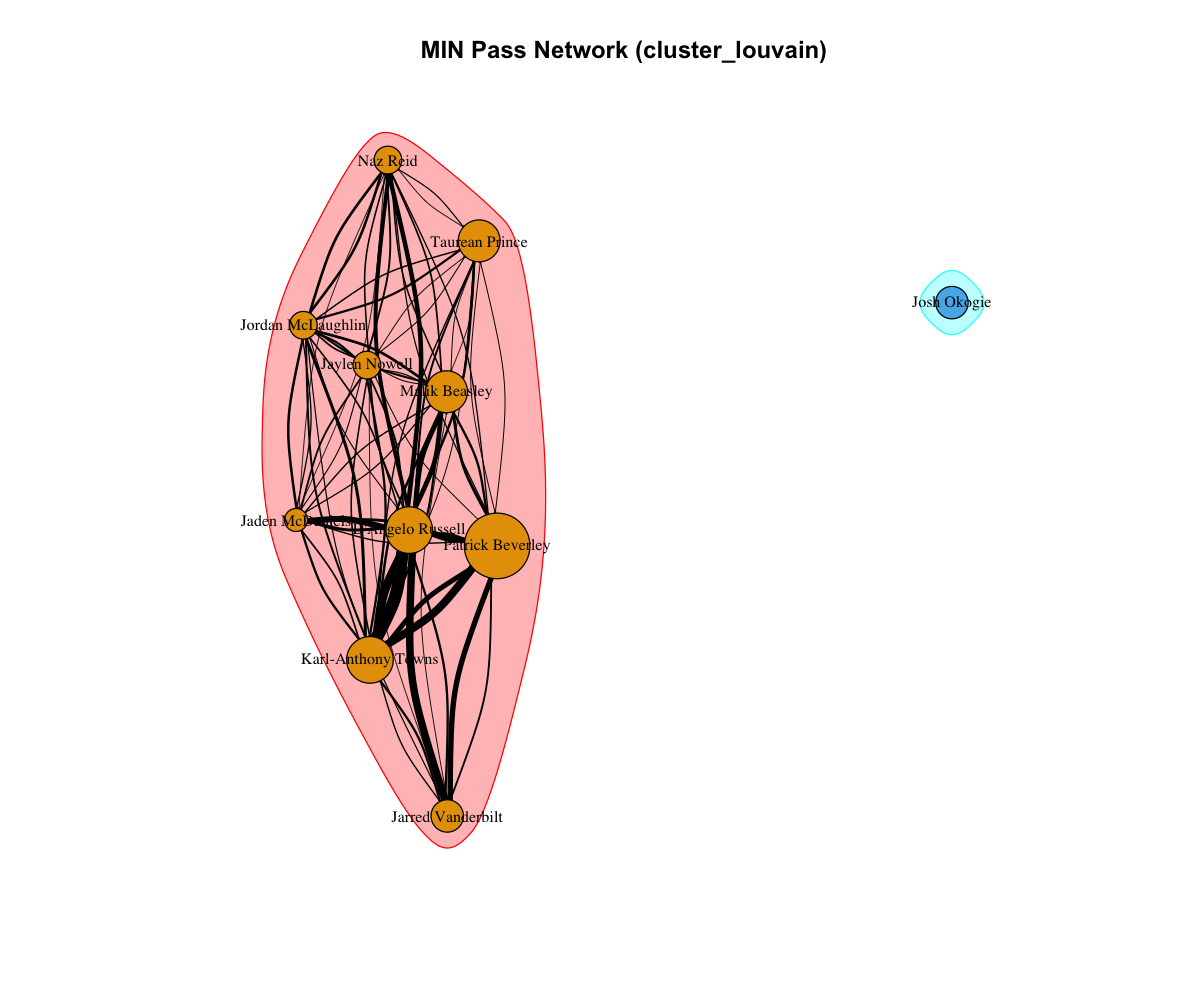 MIN Pass Network (cluster_louvain)
Naz Reid
Taurean Prince
Josh Okogie
Jordan McLaughlin
Jaylen Nowell
Malik Beasley
Jaden McDaniels
D'Angelo Russell
Patrick Beverley
Karl-Anthony Towns
Jarred Vanderbilt